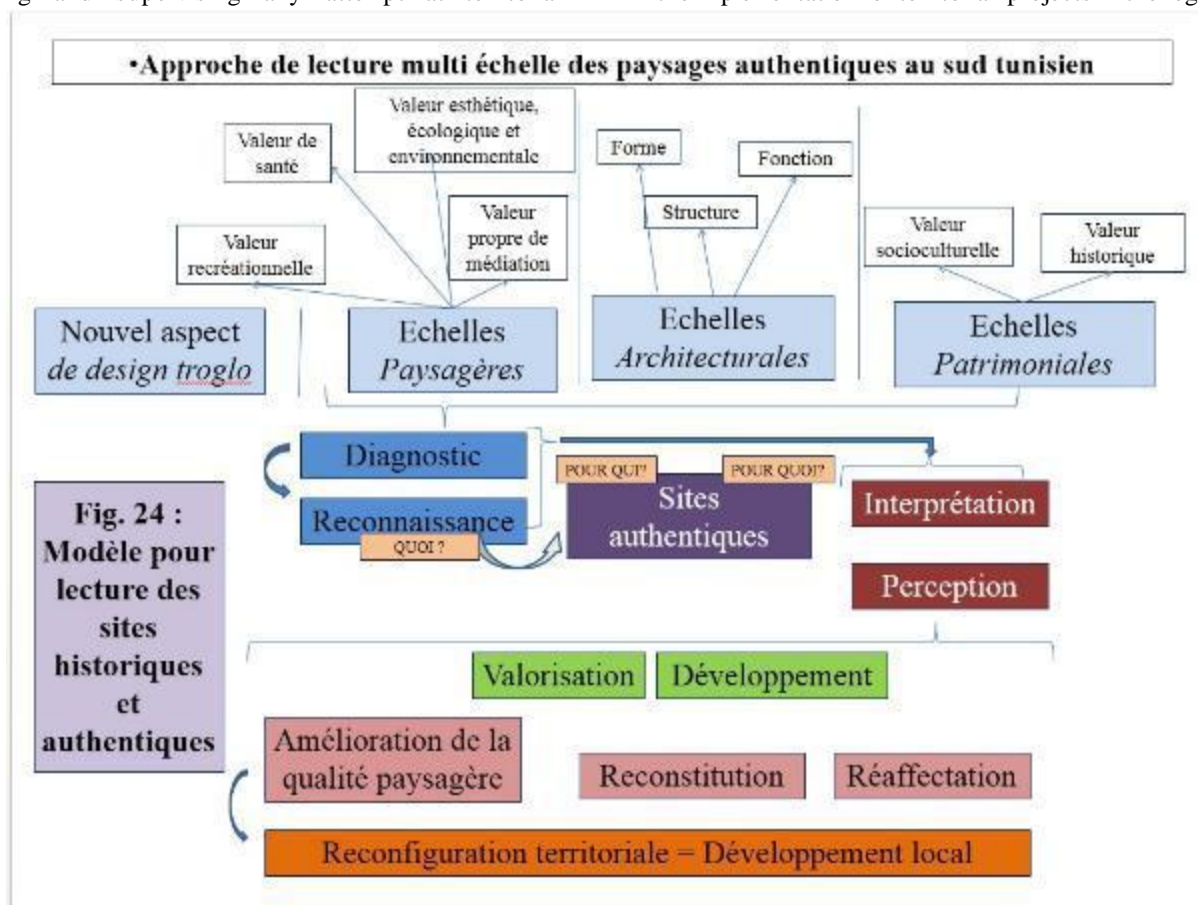 •Approche de lecture multi échelle des paysages authentiques au sud tunisien
Valeur esthétique,
écologique et
environnementale
Valeur de
santé
Valeur
propre de
médiation
Valeur
recréationnelle
Forme
Fonction
Structure
Valeur
socioculturelle
Valeur
historique
Nouvel aspect
de design troglo
Echelles
Paysagères
Echelles
Architecturales
Echelles
Patrimoniales
Diagnostic
Reconnaissance
QUOI ?
POUR QUI?
POUR QUOI?
Sites
authentiques
Interprétation
Perception
Fig. 24 :
Modèle pour
lecture des
sites
historiques
et
authentiques
Valorisation
Développement
Amélioration de la
qualité paysagère
Reconstitution
Réaffectation
Reconfiguration territoriale = Développement local